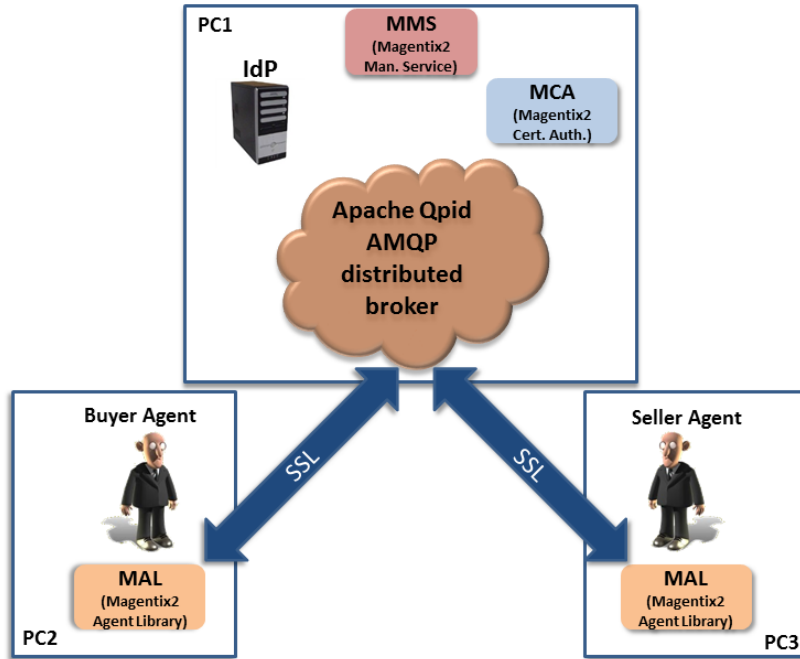 PC1
MMS
(Magentix2
Man. Service)
IdP
MCA
(Magentix2
Cert. Auth.)
Apache Qpid
AMQP
distributed
broker
Buyer Agent
SSL
SSL
Seller Agent
MAL
(Magentix2
Agent Library)
PC2
MAL
(Magentix2
Agent Library)
PC3